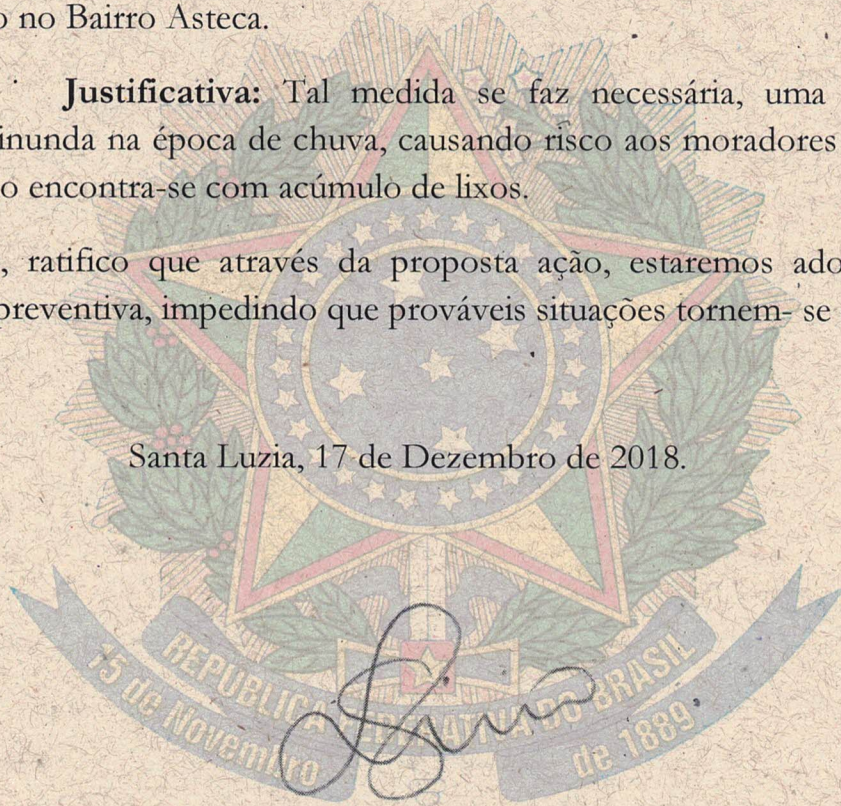 o no Bairro Asteca.
Justificativa: Tal medida se faz necessária, uma
inunda na época de chuva, causando risco aos moradores
o encontra-se com acúmulo de lixos.
, ratifico que através da proposta ação, estaremos ado
preventiva, impedindo que prováveis situações tornem- se
Santa Luzia, 17 de Dezembro de 2018.
REPUBLICA FEDERATIVA DO BRASIL
15 de Novembro de 1889